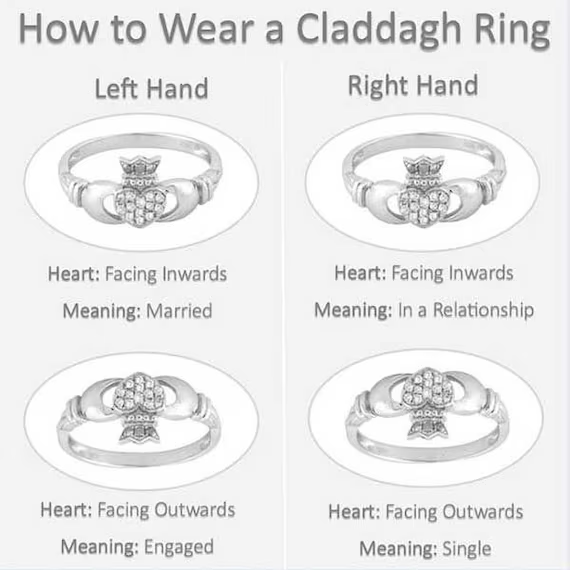 How to Wear a Claddagh Ring
Left Hand
Heart: Facing Inwards
Meaning: Married
Heart: Facing Outwards
Meaning: Engaged
Right Hand
Heart: Facing Inwards
Meaning: In a Relationship
Heart: Facing Outwards
Meaning: Single